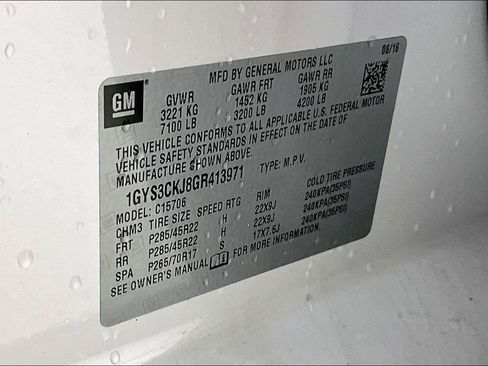 MFD BY GENERAL MOTORS LLC 06/16
GM
GVWR GAWR FRT GAWR RR
3221 KG 1452 KG 1905 KG
7100 LB 3200 LB 4200 LB
THIS VEHICLE CONFORMS TO ALL APPLICABLE U.S. FEDERAL MOTOR
VEHICLE SAFETY STANDARDS IN EFFECT ON THE DATE OF
MANUFACTURE SHOWN ABOVE.
1GYS3CKJ8GR413971 TYPE: M.P.V.
MODEL: C15706
CHM3 TIRE SIZE SPEED RTG RIM COLD TIRE PRESSURE
FRT P285/45R22 H 22X9J 240KPA(35PSI)
RR P285/45R22 H 22X9J 240KPA(35PSI)
SPA P265/70R17 S 17X7.5J 240KPA(35PSI)
SEE OWNER'S MANUAL FOR MORE INFORMATION.